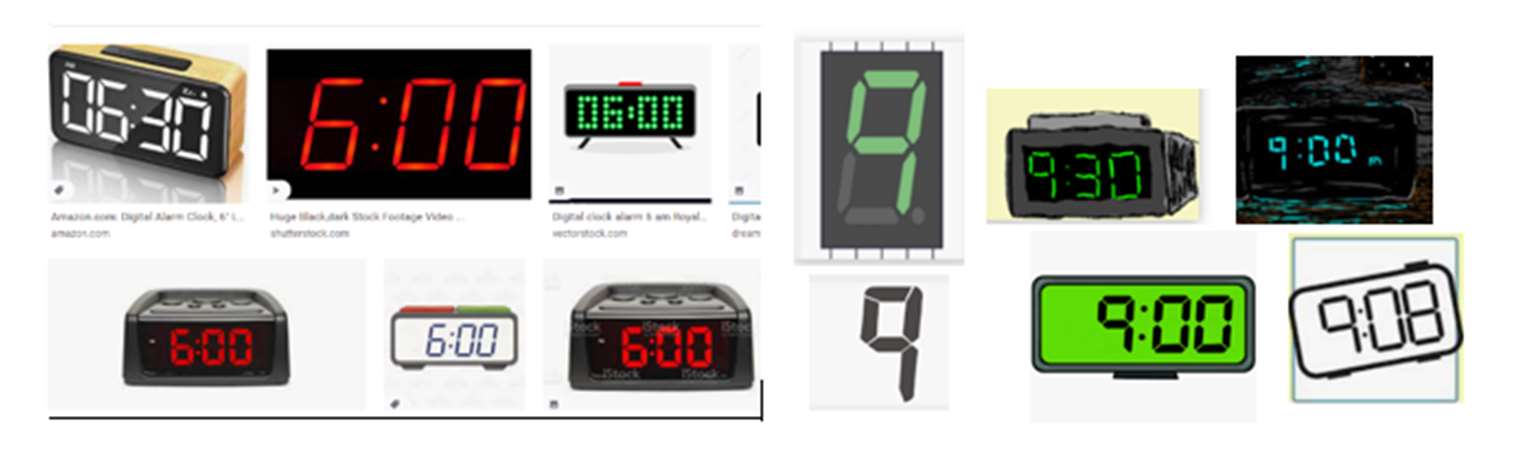 06:30
6:00
06:00
Amazon.com: Digital Alarm Clock, 6" L...
Huge Black,dark Stock Footage Video ...
Digital clock alarm 6 am Royal...
Digita
amazon.com
shutterstock.com
vectorstock.com
dream
6:00
6:00
6:00
iStock
iStock
iStock
9
9:30
9:00
9
9:00
9:08